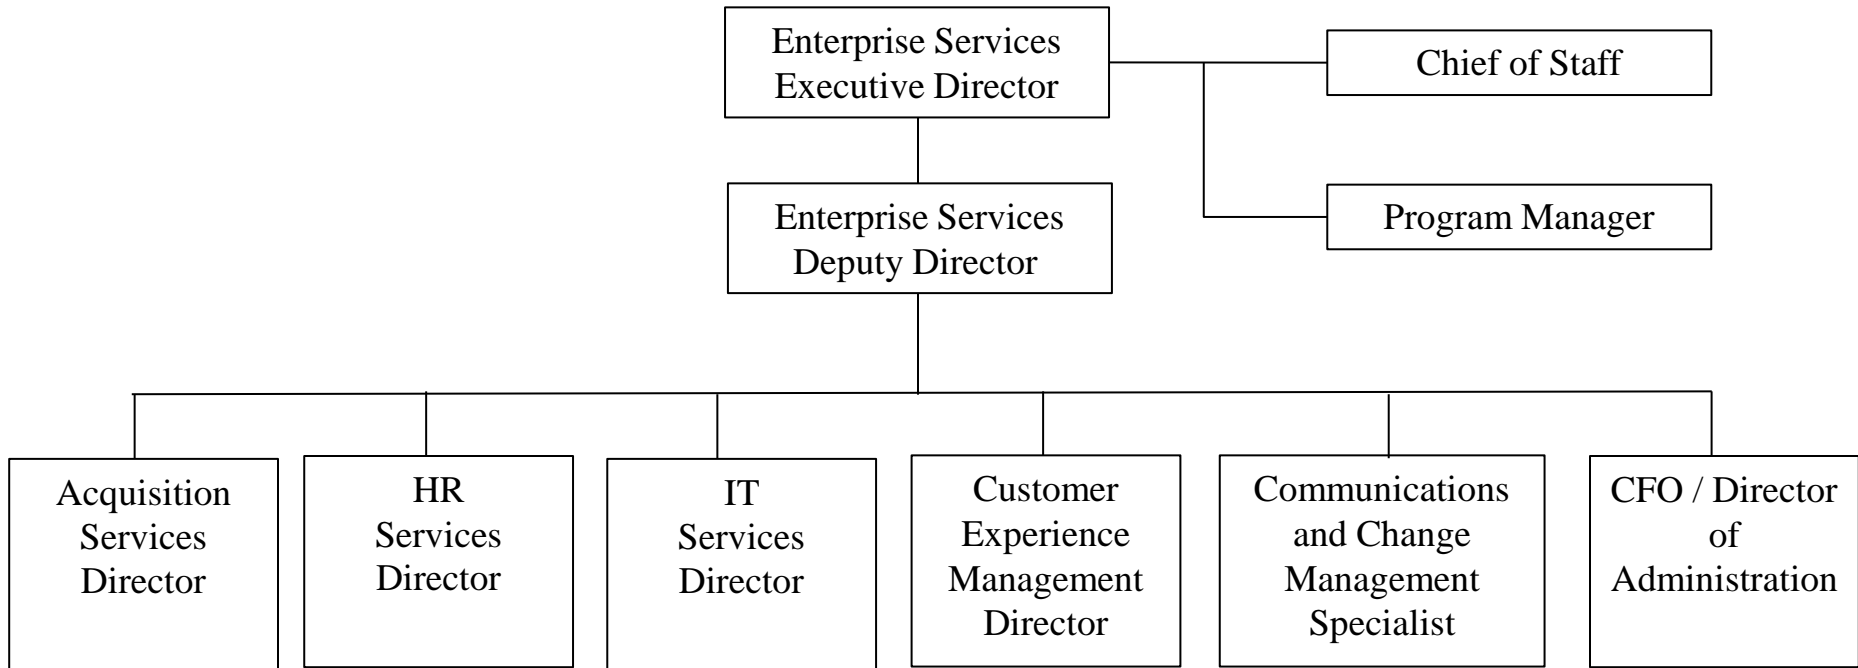 Enterprise Services
Executive Director
Chief of Staff
Enterprise Services
Deputy Director
Program Manager
Acquisition
Services
Director
HR
Services
Director
IT
Services
Director
Customer
Experience
Management
Director
Communications
and Change
Management
Specialist
CFO / Director
of
Administration